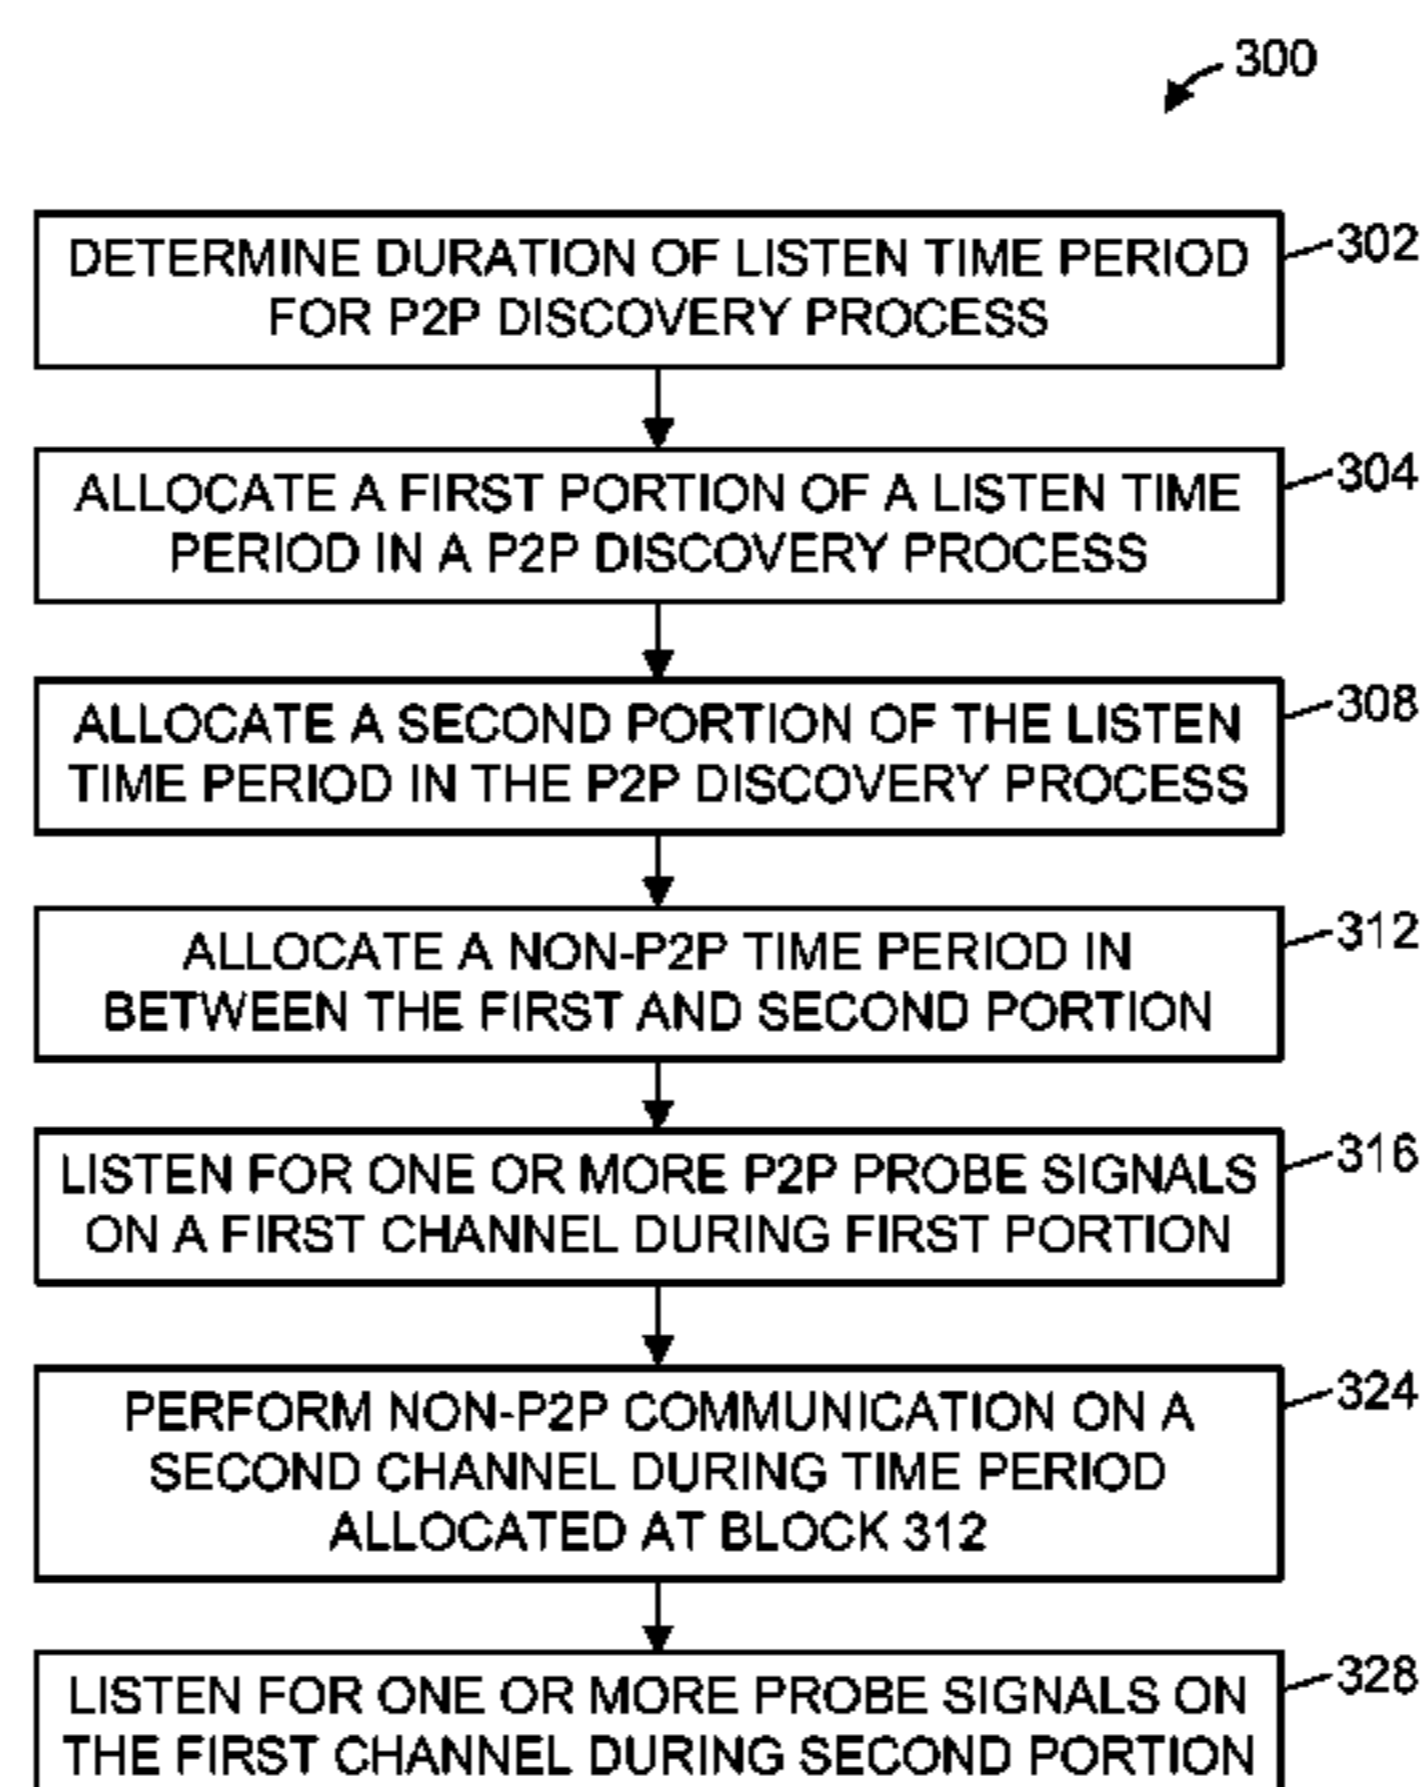 300
DETERMINE DURATION OF LISTEN TIME PERIOD
FOR P2P DISCOVERY PROCESS
302
ALLOCATE A FIRST PORTION OF A LISTEN TIME
PERIOD IN A P2P DISCOVERY PROCESS
304
ALLOCATE A SECOND PORTION OF THE LISTEN
TIME PERIOD IN THE P2P DISCOVERY PROCESS
308
ALLOCATE A NON-P2P TIME PERIOD IN
BETWEEN THE FIRST AND SECOND PORTION
312
LISTEN FOR ONE OR MORE P2P PROBE SIGNALS
ON A FIRST CHANNEL DURING FIRST PORTION
316
PERFORM NON-P2P COMMUNICATION ON A
SECOND CHANNEL DURING TIME PERIOD
ALLOCATED AT BLOCK 312
324
LISTEN FOR ONE OR MORE PROBE SIGNALS ON
THE FIRST CHANNEL DURING SECOND PORTION
328